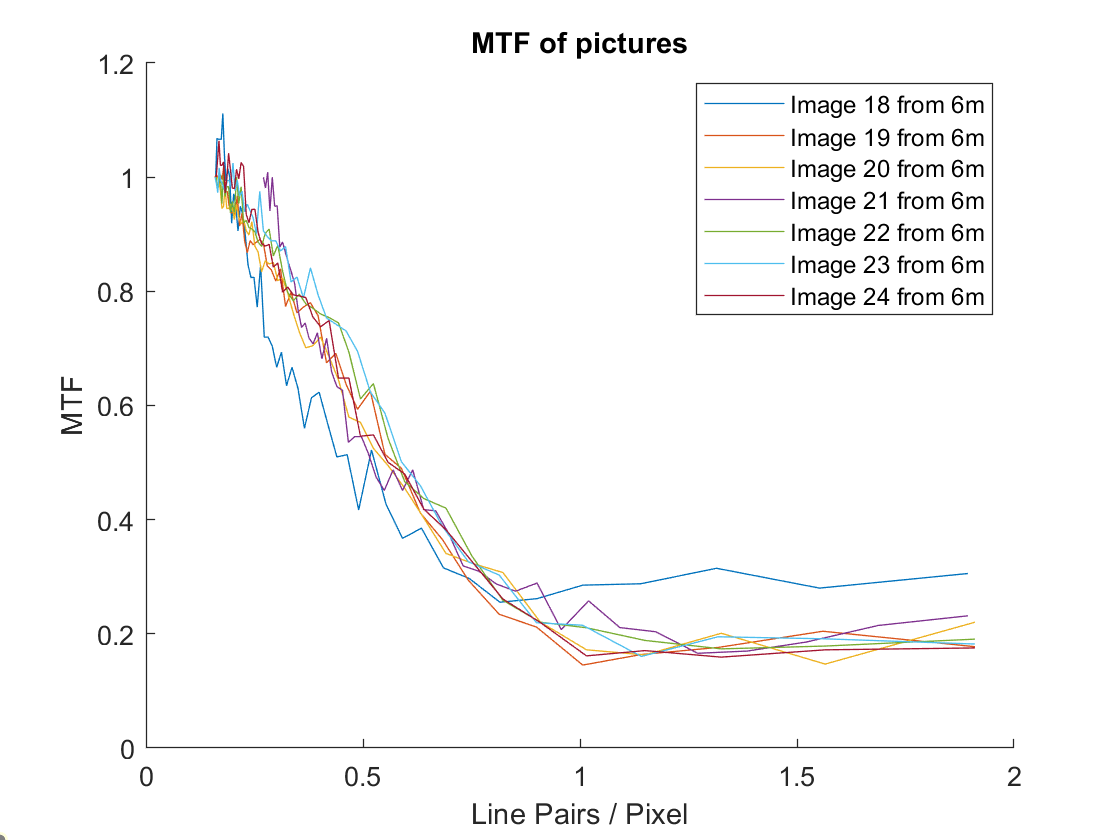 MTF of pictures
1.2
1
0.8
0.6
0.4
0.2
0
MTF
Image 18 from 6m
Image 19 from 6m
Image 20 from 6m
Image 21 from 6m
Image 22 from 6m
Image 23 from 6m
Image 24 from 6m
0 0.5 1 1.5 2
Line Pairs / Pixel